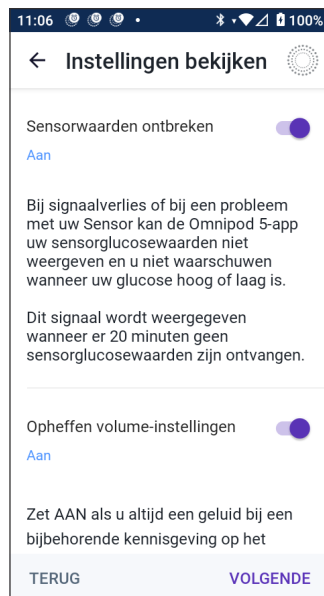 11:06
100%
Instellingen bekijken
Sensorwaarden ontbreken
Aan
Bij signaalverlies of bij een probleem
met uw Sensor kan de Omnipod 5-app
uw sensorglucosewaarden niet
weergeven en u niet waarschuwen
wanneer uw glucose hoog of laag is.
Dit signaal wordt weergegeven
wanneer er 20 minuten geen
sensorglucosewaarden zijn ontvangen.
Opheffen volume-instellingen
Aan
Zet AAN als u altijd een geluid bij een
bijbehorende kennisgeving op het
TERUG
VOLGENDE